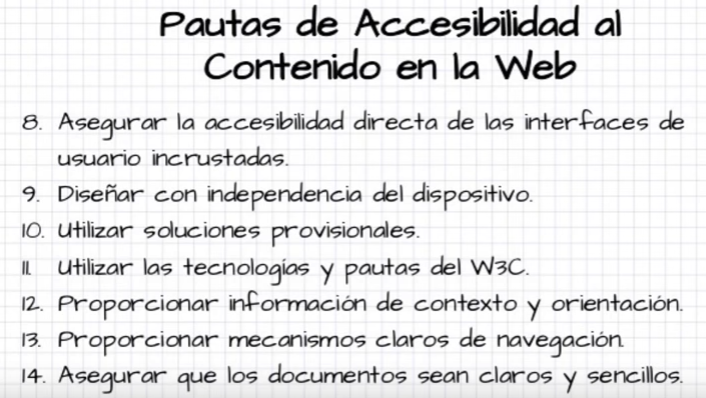 Pautas de Accesibilidad al
Contenido en la Web
8. Asegurar la accesibilidad directa de las interfaces de
usuario incrustadas.
9. Diseñar con independencia del dispositivo.
10. Utilizar soluciones provisionales.
11. Utilizar las tecnologías y pautas del W3C.
12. Proporcionar información de contexto y orientación.
13. Proporcionar mecanismos claros de navegación.
14. Asegurar que los documentos sean claros y sencillos.